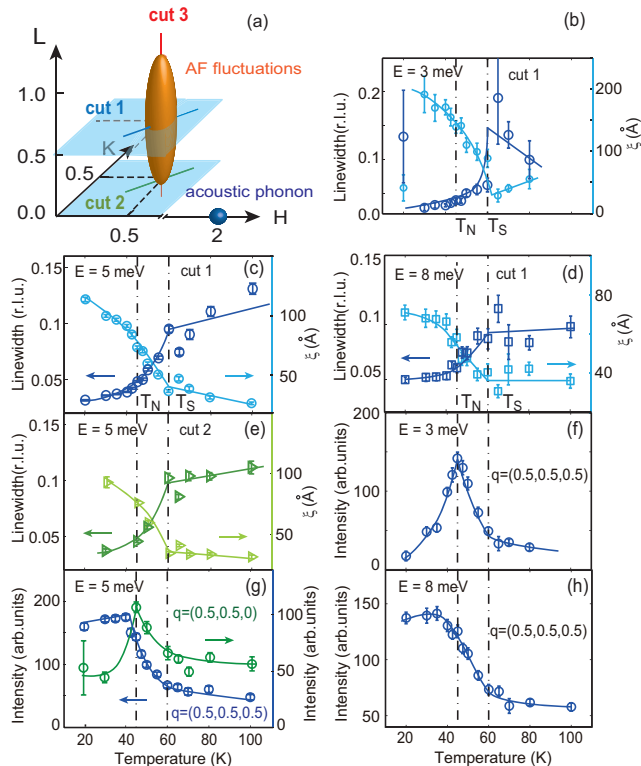 (a)
L
cut 3
AF fluctuations
1.0
cut 1
0.5
K
0.5
cut 2
acoustic phonon
0.0
0.5
2
H
(b)
E = 3 meV
cut 1
Linewidth(r.l.u.)
0.2
0.1
0
200
100
0
ξ (Å)
T_N
T_S
(c)
E = 5 meV
cut 1
Linewidth (r.l.u.)
0.15
0.1
0.05
100
40
ξ (Å)
T_N
T_S
(d)
E = 8 meV
cut 1
Linewidth (r.l.u.)
0.15
0.1
0.05
80
40
ξ (Å)
T_N
T_S
(e)
E = 5 meV
cut 2
Linewidth(r.l.u.)
0.15
0.1
0.05
100
40
ξ (Å)
(f)
E = 3 meV
q=(0.5,0.5,0.5)
Intensity (arb.units)
200
100
0
(g)
E = 5 meV
q=(0.5,0.5,0)
q=(0.5,0.5,0.5)
Intensity (arb.units)
200
100
0
100
50
0
Intensity (arb.units)
20 40 60 80 100
Temperature (K)
(h)
E = 8 meV
q=(0.5,0.5,0.5)
Intensity (arb.units)
150
100
50
20 40 60 80 100
Temperature (K)